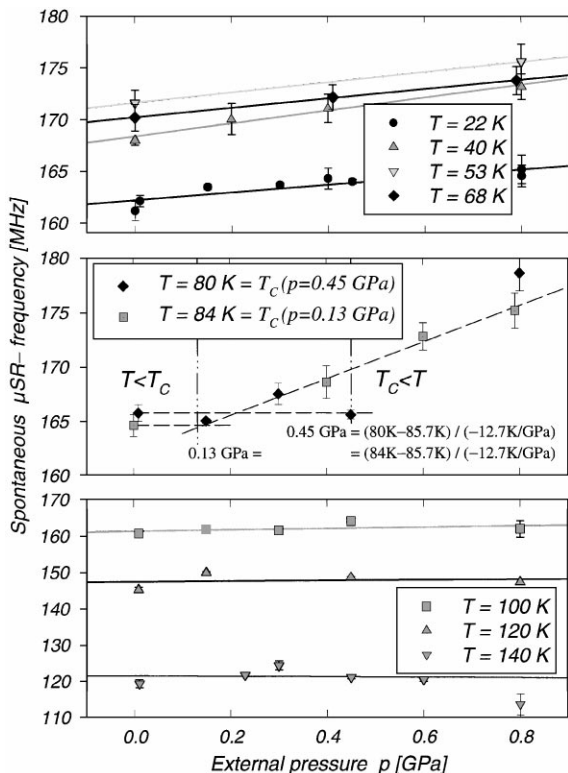 180
175
170
165
160
T = 22 K
T = 40 K
T = 53 K
T = 68 K
Spontaneous μSR– frequency [MHz]
180
175
170
165
160
T = 80 K = T_C (p=0.45 GPa)
T = 84 K = T_C (p=0.13 GPa)
T<T_C
T_C<T
0.45 GPa = (80K–85.7K) / (–12.7K/GPa)
0.13 GPa = = (84K–85.7K) / (–12.7K/GPa)
170
160
150
140
130
120
110
T = 100 K
T = 120 K
T = 140 K
0.0 0.2 0.4 0.6 0.8
External pressure p [GPa]